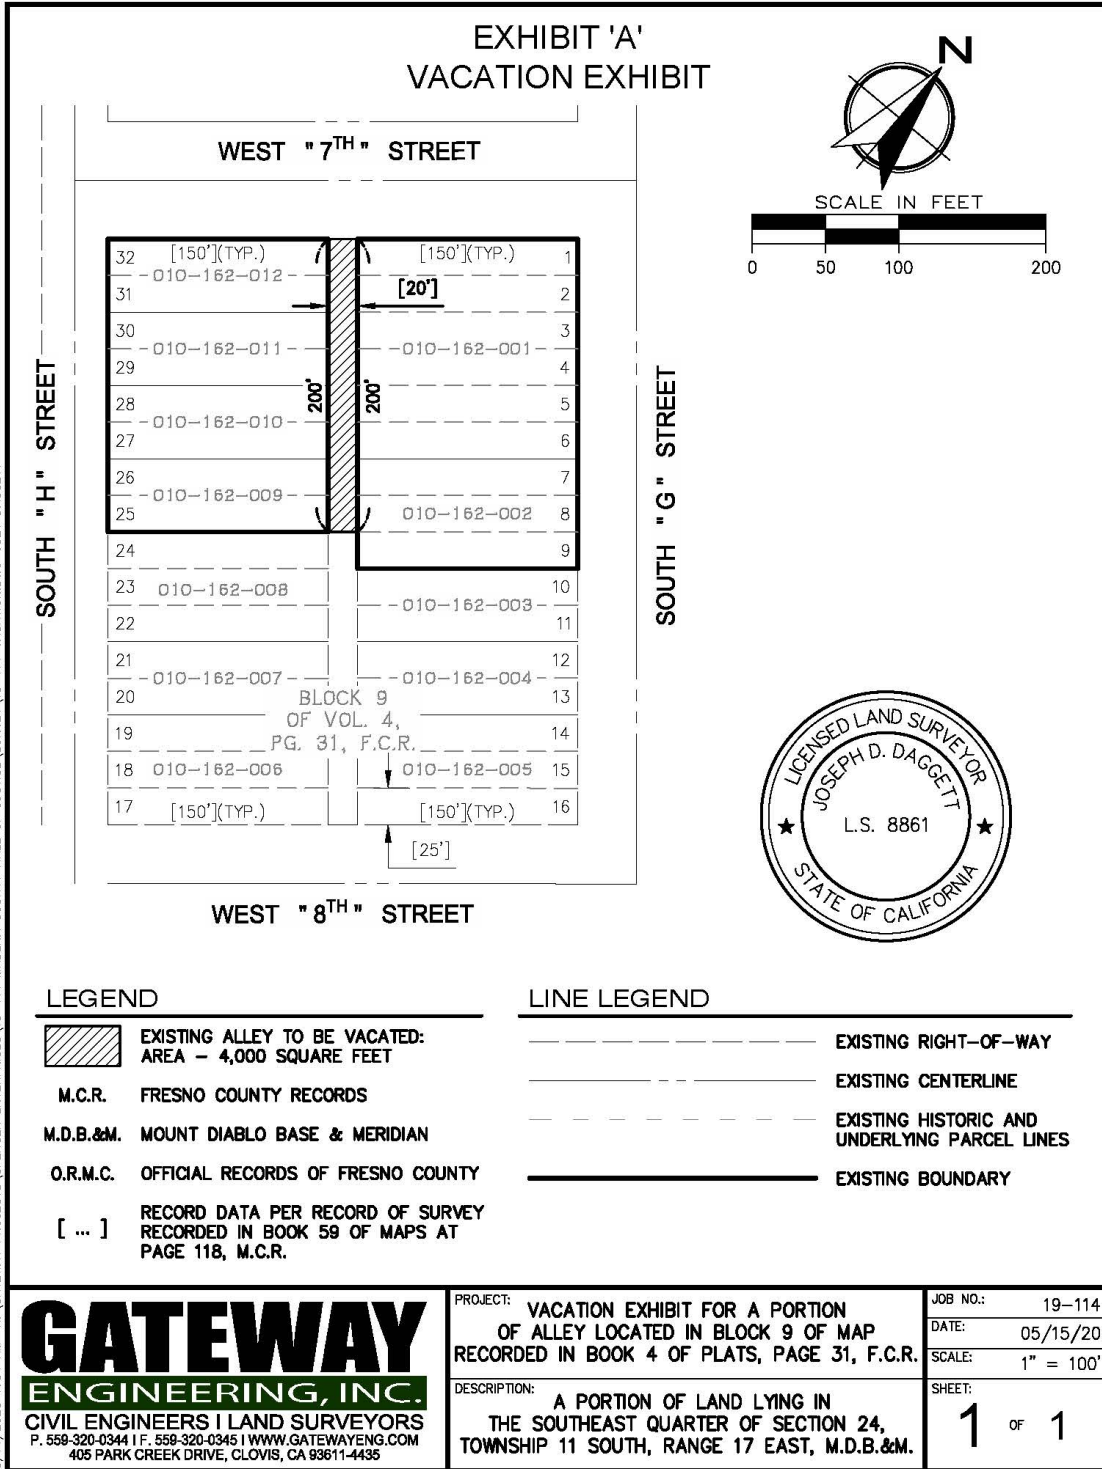 EXHIBIT 'A'
VACATION EXHIBIT
N
WEST "7TH" STREET
SCALE IN FEET
0 50 100 200
32 [150'](TYP.) [150'](TYP.) 1
010-162-012
31 [20'] 2
30 3
010-162-011 010-162-001
29 4
28 200' 200' 5
010-162-010
27 6
26 7
010-162-009
25 010-162-002 8
24 9
23 010-162-008 10
010-162-003
22 11
21 12
010-162-007 010-162-004
20 13
BLOCK 9
OF VOL. 4,
PG. 31, F.C.R.
19 14
18 010-162-006 010-162-005 15
17 [150'](TYP.) [150'](TYP.) 16
[25']
SOUTH "H" STREET
SOUTH "G" STREET
WEST "8TH" STREET
LICENSED LAND SURVEYOR
JOSEPH D. DAGGETT
L.S. 8861
STATE OF CALIFORNIA
LEGEND
EXISTING ALLEY TO BE VACATED:
AREA - 4,000 SQUARE FEET
M.C.R. FRESNO COUNTY RECORDS
M.D.B.&M. MOUNT DIABLO BASE & MERIDIAN
O.R.M.C. OFFICIAL RECORDS OF FRESNO COUNTY
[ ... ] RECORD DATA PER RECORD OF SURVEY
RECORDED IN BOOK 59 OF MAPS AT
PAGE 118, M.C.R.
LINE LEGEND
EXISTING RIGHT-OF-WAY
EXISTING CENTERLINE
EXISTING HISTORIC AND
UNDERLYING PARCEL LINES
EXISTING BOUNDARY
GATEWAY
ENGINEERING, INC.
CIVIL ENGINEERS I LAND SURVEYORS
P. 559-320-0344 I F. 559-320-0345 I WWW.GATEWAYENG.COM
405 PARK CREEK DRIVE, CLOVIS, CA 93611-4435
PROJECT: VACATION EXHIBIT FOR A PORTION
OF ALLEY LOCATED IN BLOCK 9 OF MAP
RECORDED IN BOOK 4 OF PLATS, PAGE 31, F.C.R.
DESCRIPTION: A PORTION OF LAND LYING IN
THE SOUTHEAST QUARTER OF SECTION 24,
TOWNSHIP 11 SOUTH, RANGE 17 EAST, M.D.B.&M.
JOB NO.: 19-114
DATE: 05/15/20
SCALE: 1" = 100'
SHEET:
1 OF 1